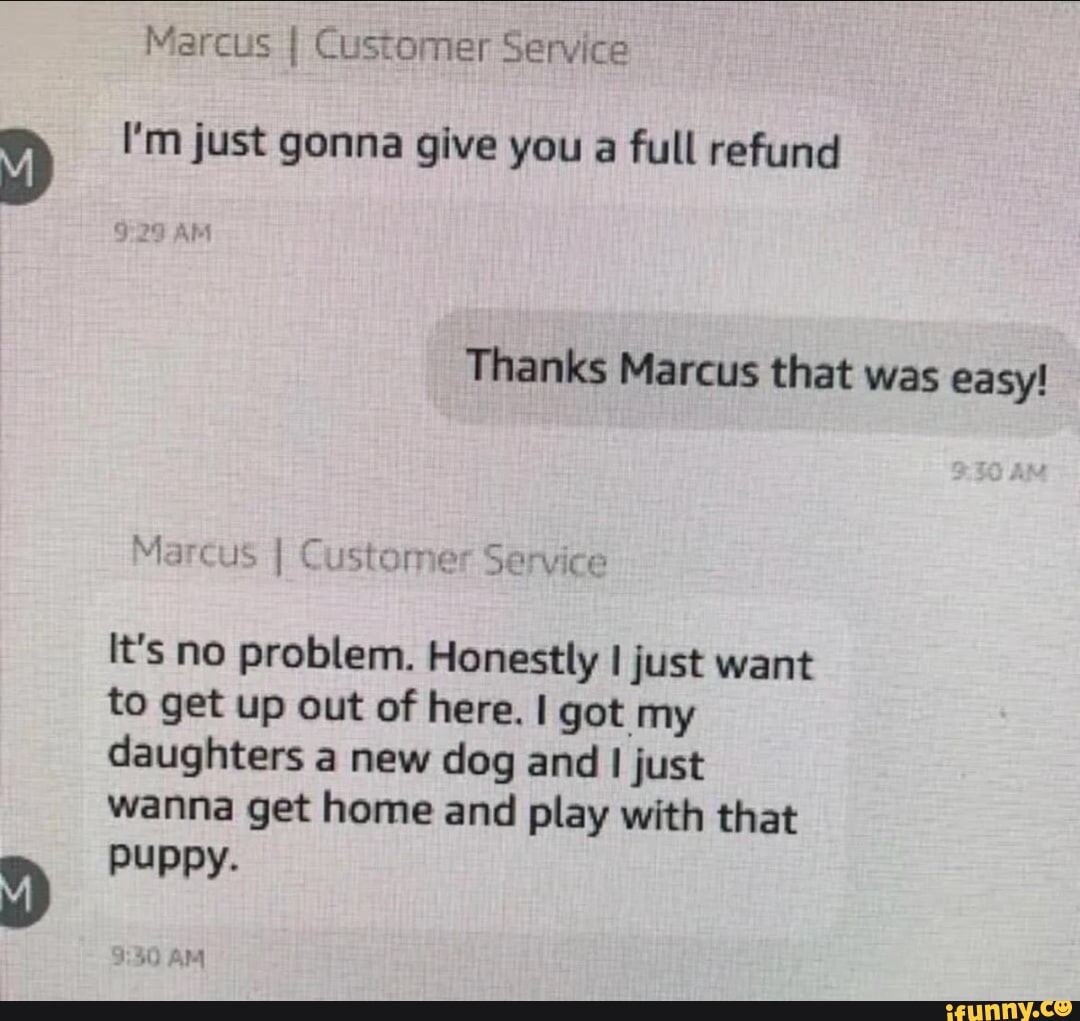 Marcus | Customer Service
I'm just gonna give you a full refund
M
9:29 AM
Thanks Marcus that was easy!
9:30 AM
Marcus | Customer Service
It's no problem. Honestly I just want
to get up out of here. I got my
daughters a new dog and I just
wanna get home and play with that
puppy.
M
9:30 AM
ifunny.co